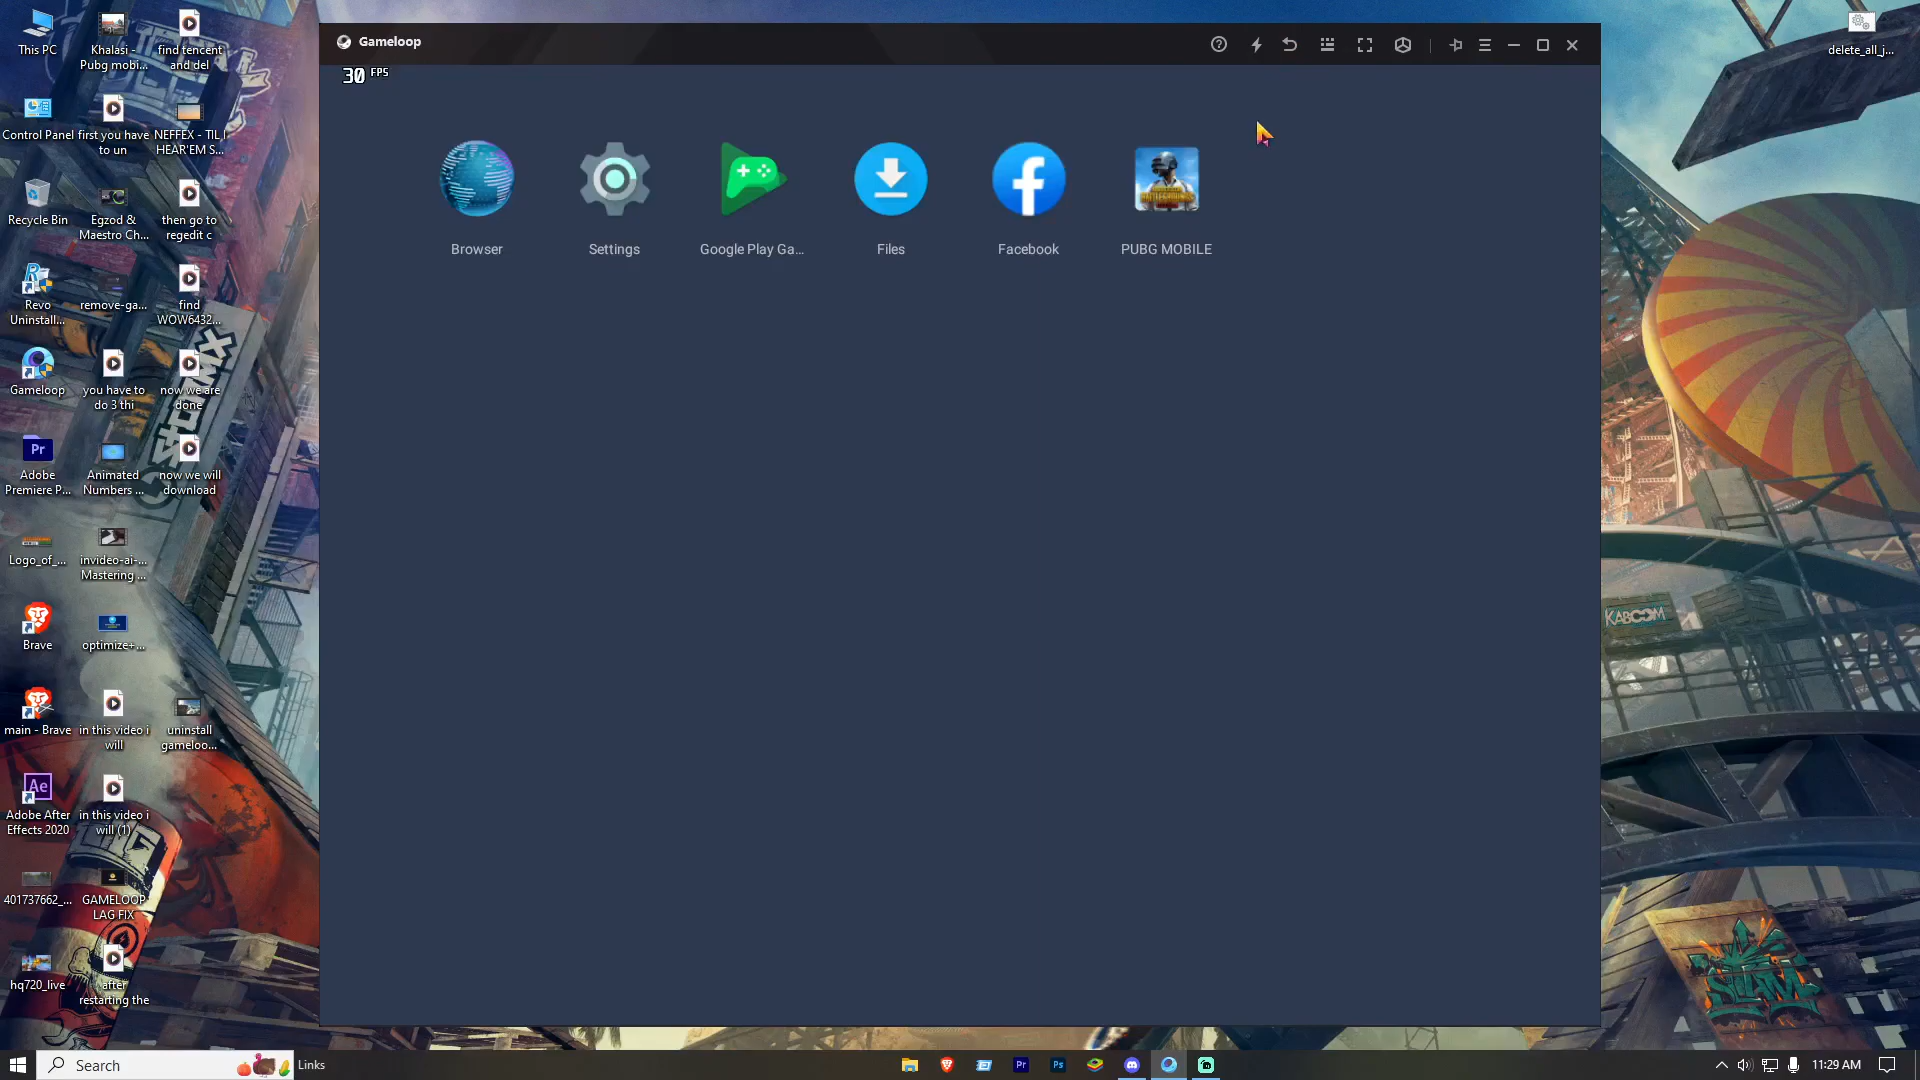 This PC
Khalasi -
Pubg mobi...
find tencent
and del
Control Panel
first you have
to un
NEFFEX - TIL I
HEAR'EM S...
Recycle Bin
Egzod &
Maestro Ch...
then go to
regedit c
Revo
Uninstall...
remove-ga...
find
WOW6432...
Gameloop
you have to
do 3 thi
now we are
done
Adobe
Premiere P...
Animated
Numbers ...
now we will
download
Logo_of_...
invideo-ai-...
Mastering ...
Brave
optimize+...
main - Brave
in this video i
will
uninstall
gameloo...
Adobe After
Effects 2020
in this video i
will (1)
401737662_...
GAMELOOP
LAG FIX
hq720_live
after
restarting the
Gameloop
30 FPS
Browser
Settings
Google Play Ga...
Files
Facebook
PUBG MOBILE
delete_all_j...
KABOOM
SLAM
Search
Links
11:29 AM